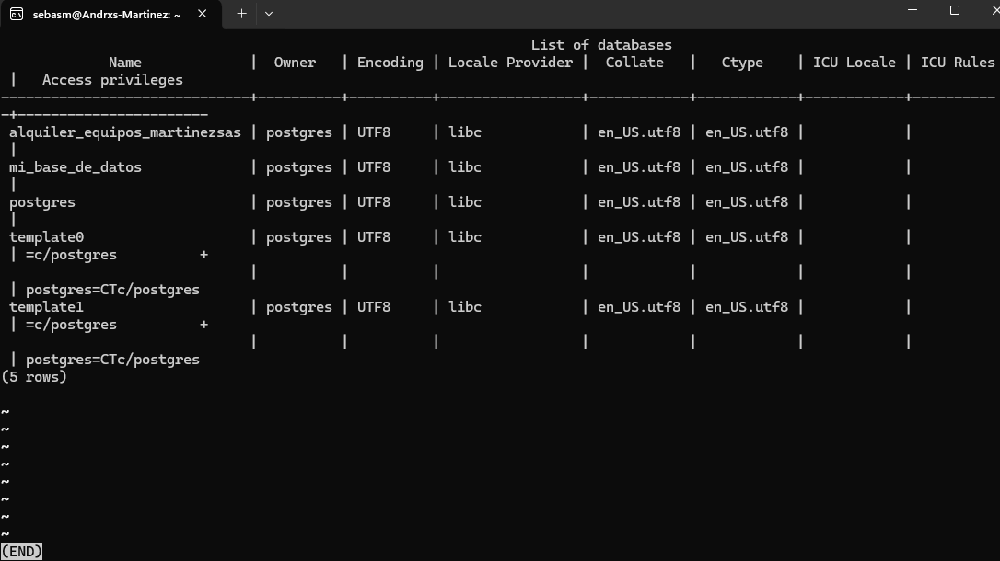 sebasm@Andrxs-Martinez: ~
List of databases
Name | Owner | Encoding | Locale Provider | Collate | Ctype | ICU Locale | ICU Rules
| Access privileges
------------------------------+----------+----------+-----------------+------------+------------+------------+----------
-+-----------------------
alquiler_equipos_martinezsas | postgres | UTF8 | libc | en_US.utf8 | en_US.utf8 | |
|
mi_base_de_datos | postgres | UTF8 | libc | en_US.utf8 | en_US.utf8 | |
|
postgres | postgres | UTF8 | libc | en_US.utf8 | en_US.utf8 | |
|
template0 | postgres | UTF8 | libc | en_US.utf8 | en_US.utf8 | |
| =c/postgres +
| | | | | | |
| postgres=CTc/postgres
template1 | postgres | UTF8 | libc | en_US.utf8 | en_US.utf8 | |
| =c/postgres +
| | | | | | |
| postgres=CTc/postgres
(5 rows)
~
~
~
~
~
~
~
~
(END)